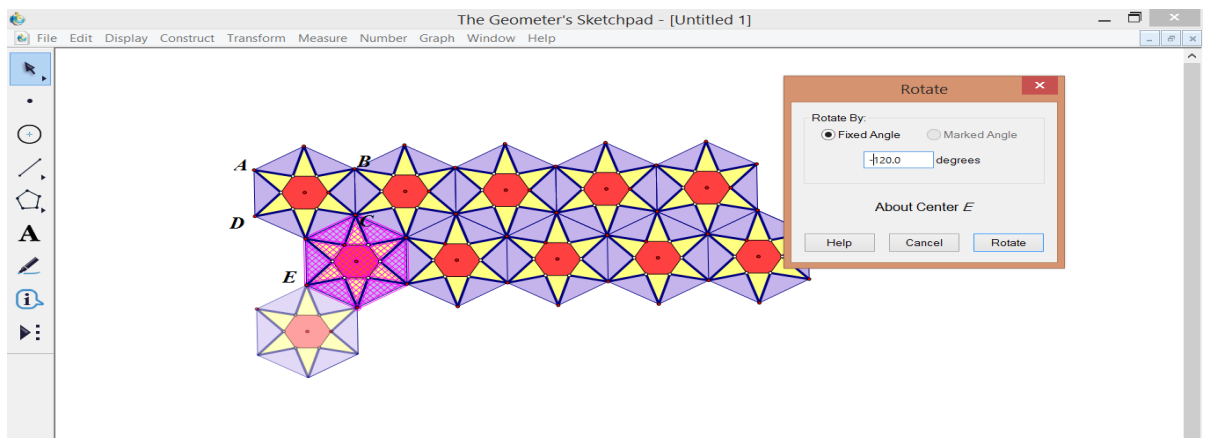 The Geometer's Sketchpad - [Untitled 1]
File Edit Display Construct Transform Measure Number Graph Window Help
Rotate
Rotate By:
Fixed Angle Marked Angle
-120.0 degrees
About Center E
Help Cancel Rotate
A B
D C
E
A
i